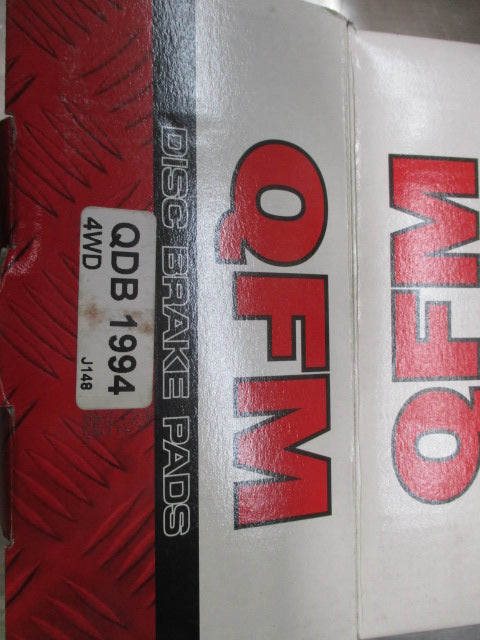 QFM
QFM
DISC BRAKE PADS
QDB 1994
4WD
J148